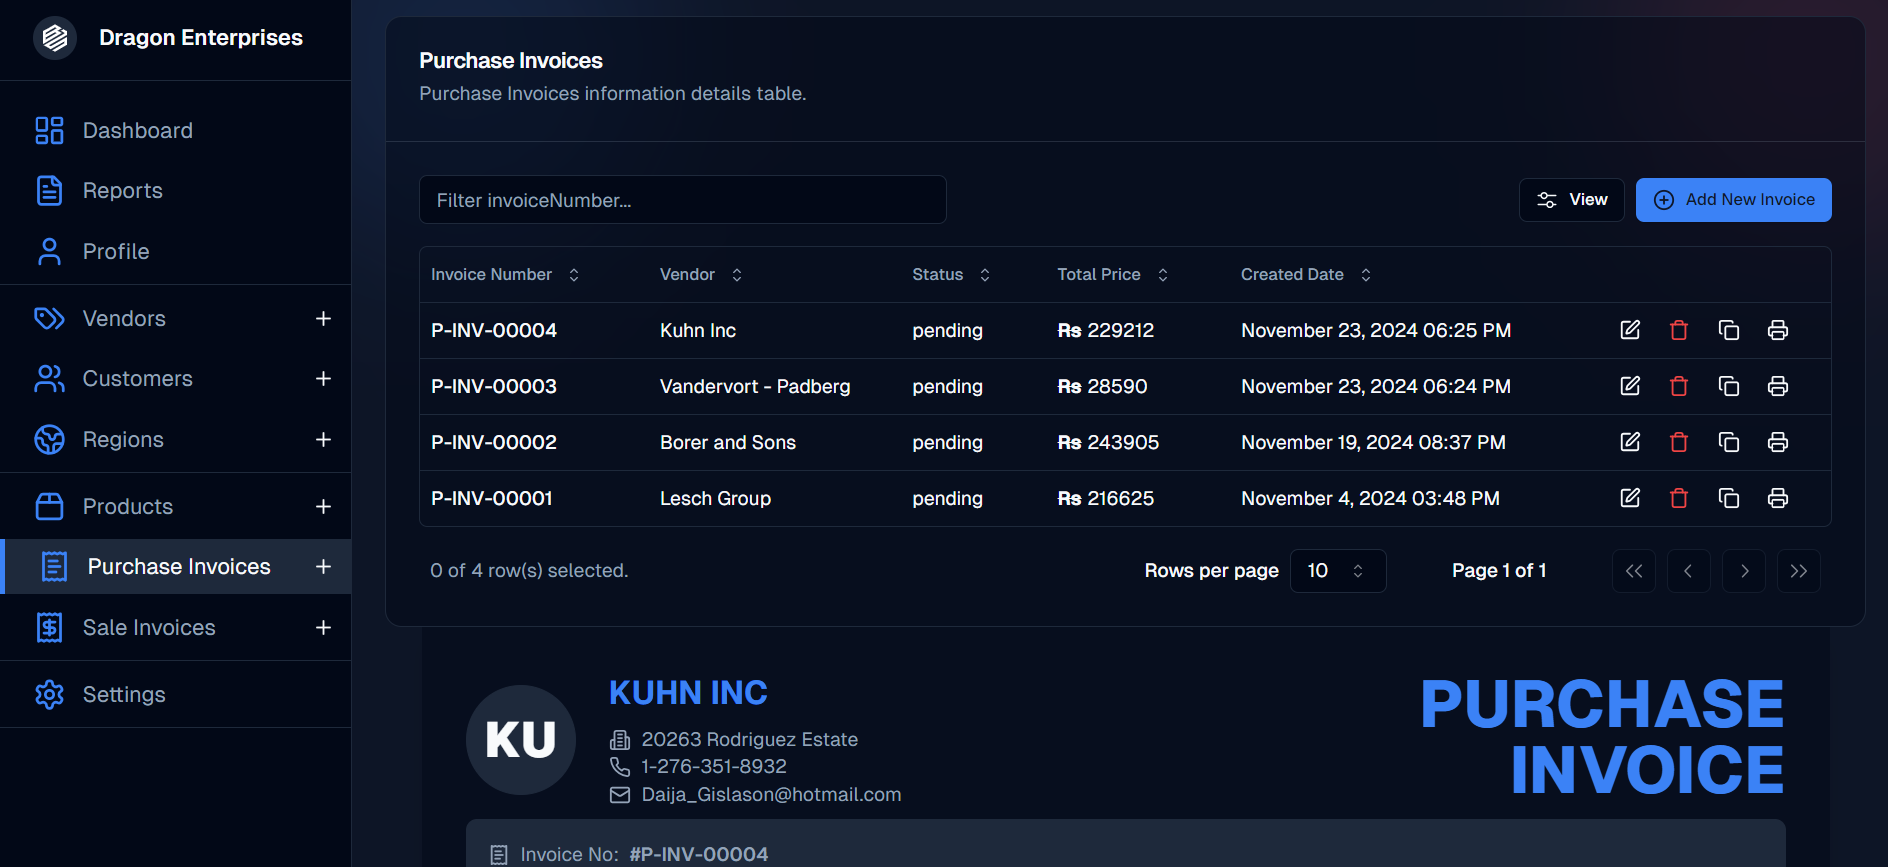 Dragon Enterprises
Dashboard
Reports
Profile
Vendors +
Customers +
Regions +
Products +
Purchase Invoices +
Sale Invoices +
Settings
Purchase Invoices
Purchase Invoices information details table.
Filter invoiceNumber...
View
Add New Invoice
Invoice Number Vendor Status Total Price Created Date
P-INV-00004 Kuhn Inc pending Rs 229212 November 23, 2024 06:25 PM
P-INV-00003 Vandervort - Padberg pending Rs 28590 November 23, 2024 06:24 PM
P-INV-00002 Borer and Sons pending Rs 243905 November 19, 2024 08:37 PM
P-INV-00001 Lesch Group pending Rs 216625 November 4, 2024 03:48 PM
0 of 4 row(s) selected. Rows per page 10 Page 1 of 1
KU
KUHN INC
20263 Rodriguez Estate
1-276-351-8932
Daija_Gislason@hotmail.com
PURCHASE
INVOICE
Invoice No: #P-INV-00004